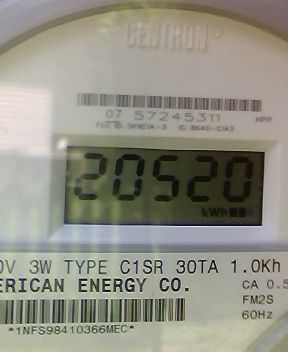 CENTRON®
07 57245311 HPP
20520
kWh
0V 3W TYPE C1SR 30TA 1.0Kh
ERICAN ENERGY CO. CA 0.5
FM2S
*1NFS98410366MEC* 60Hz